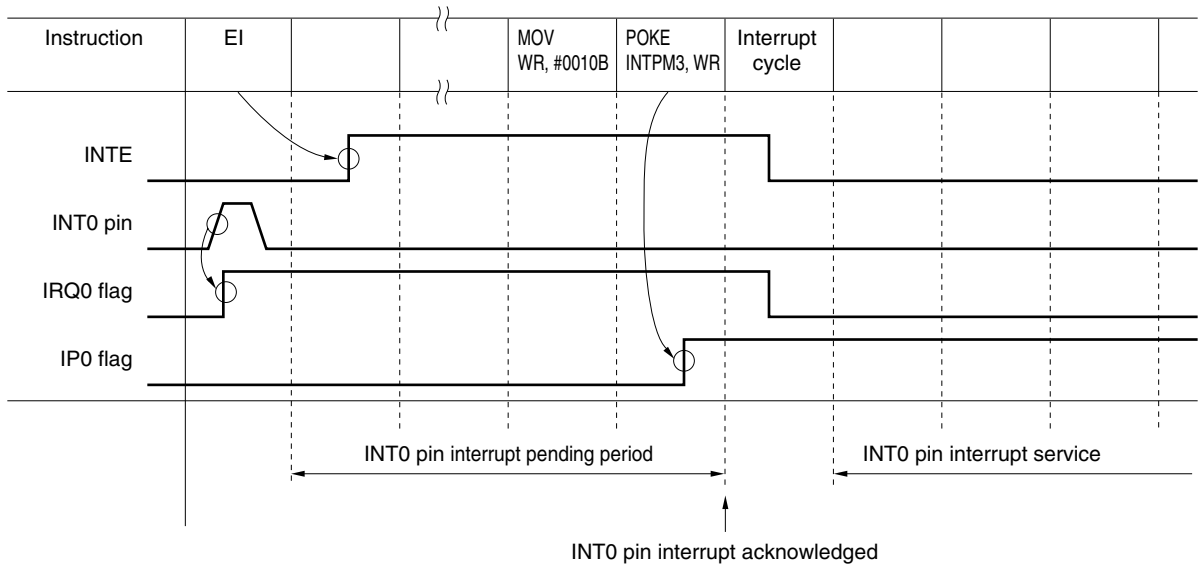 Instruction
EI
MOV
WR, #0010B
POKE
INTPM3, WR
Interrupt
cycle
INTE
INT0 pin
IRQ0 flag
IP0 flag
INT0 pin interrupt pending period
INT0 pin interrupt service
INT0 pin interrupt acknowledged